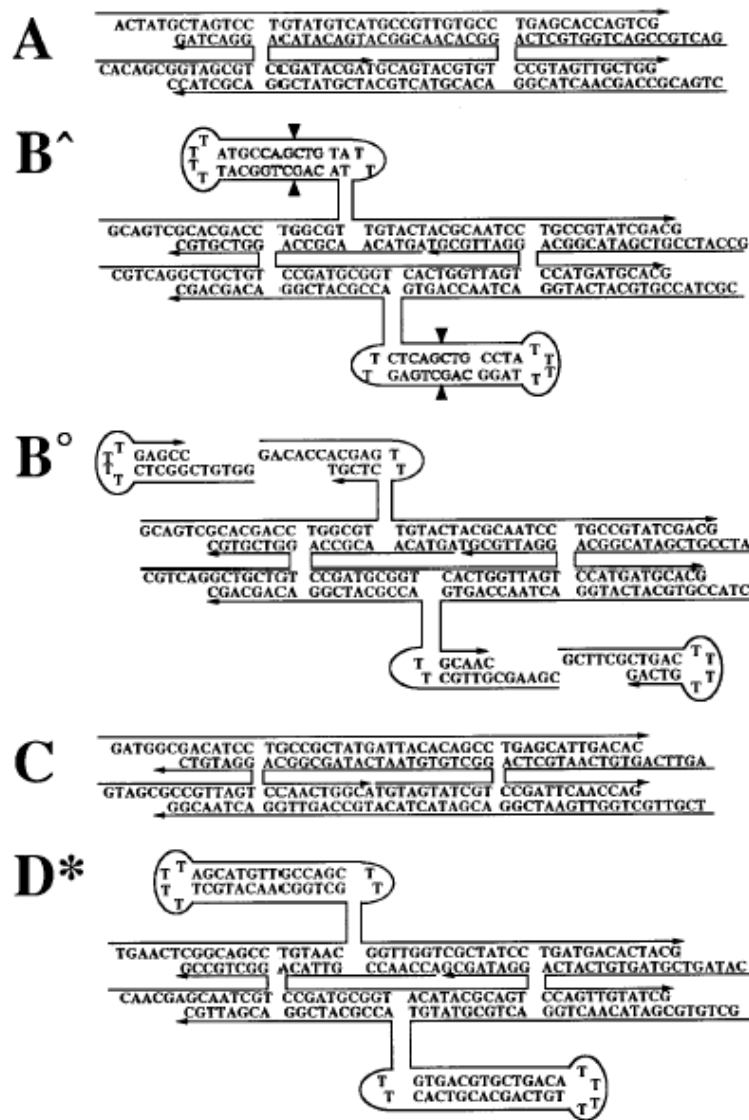 A
ACTATGCTAGTCC TGTATGTCATGCCGTTGTGCC TGAGCACCAGTCG
GATCAGG ACATACAGTACGGCAACACGG ACTCGTGGTCAGCCGTCAG
CACAGCGGTAGCGT CCGATACGATGCAGTACGTGT CCGTAGTTGCTGG
CCATCGCA GGCTATGCTACGTCATGCACA GGCATCAACGACCGCAGTC
B^
T T T T ATGCCAGCTG TAT T
TACGGTCGACAT T
GCAGTCGCACGACC TGGCGT TGTACTACGCAATCC TGCCGTATCGACG
CGTGCTGG ACCGCA ACATGATGCGTTAGG ACGGCATAGCTGCCTACCG
CGTCAGGCTGCTGT CCGATGCGGT CACTGGTTAGT CCATGATGCACG
CGACGACA GGCTACGCCA GTGACCAATCA GGTACTACGTGCCATCGC
T CTCAGCTG CCTA T T
T GAGTCGAC GGAT T T
B°
T T GAGCC GACACCACGAG T
T T CTCGGCTGTGG TGCTC T
GCAGTCGCACGACC TGGCGT TGTACTACGCAATCC TGCCGTATCGACG
CGTGCTGG ACCGCA ACATGATGCGTTAGG ACGGCATAGCTGCCTA
CGTCAGGCTGCTGT CCGATGCGGT CACTGGTTAGT CCATGATGCACG
CGACGACA GGCTACGCCA GTGACCAATCA GGTACTACGTGCCATC
T GCAAC GCTTCGCTGAC T T
T CGTTGCGAAGC GACTG T T
C
GATGGCGACATCC TGCCGCTATGATTACACAGCC TGAGCATTGACAC
CTGTAGG ACGGCGATACTAATGTGTCGG ACTCGTAACTGTGACTTGA
GTAGCGCCGTTAGT CCAACTGGCATGTAGTATCGT CCGATTCAACCAG
GGCAATCA GGTTGACCGTACATCATAGCA GGCTAAGTTGGTCGTTGCT
D*
T T AGCATGTTGCCAGC T
T T TCGTACAACGGTCG T
TGAACTCGGCAGCC TGTAAC GGTTGGTCGCTATCC TGATGACACTACG
GCCGTCGG ACATTG CCAACCAGCGATAGG ACTACTGTGATGCTGATAC
CAACGAGCAATCGT CCGATGCGGT ACATACGCAGT CCAGTTGTATCG
CGTTAGCA GGCTACGCCA TGTATGCGTCA GGTCAACATAGCGTGTCG
T GTGACGTGCTGACA T T
T CACTGCACGACTGT T T